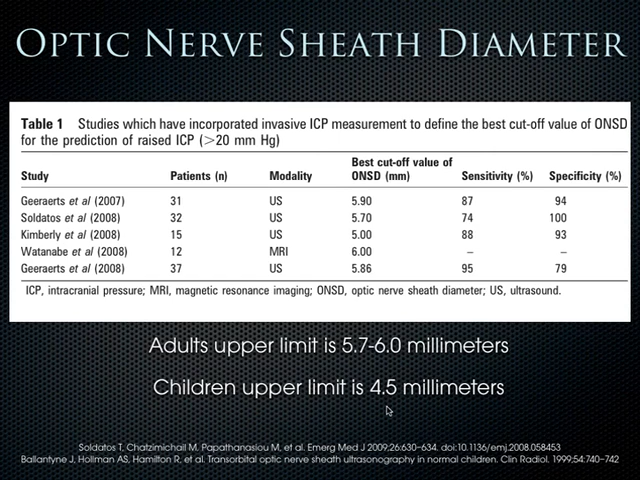 Optic Nerve Sheath Diameter
Table 1 Studies which have incorporated invasive ICP measurement to define the best cut-off value of ONSD
for the prediction of raised ICP (>20 mm Hg)
Study Patients (n) Modality Best cut-off value of ONSD (mm) Sensitivity (%) Specificity (%)
Geeraerts et al (2007) 31 US 5.90 87 94
Soldatos et al (2008) 32 US 5.70 74 100
Kimberly et al (2008) 15 US 5.00 88 93
Watanabe et al (2008) 12 MRI 6.00 – –
Geeraerts et al (2008) 37 US 5.86 95 79
ICP, intracranial pressure; MRI, magnetic resonance imaging; ONSD, optic nerve sheath diameter; US, ultrasound.
Adults upper limit is 5.7-6.0 millimeters
Children upper limit is 4.5 millimeters
Soldatos T, Chatzimichail M, Papathanasiou M, et al. Emerg Med J 2009;26:630–634. doi:10.1136/emj.2008.058453
Ballantyne J, Hollman AS, Hamilton R, et al. Transorbital optic nerve sheath ultrasonography in normal children. Clin Radiol. 1999;54:740–742